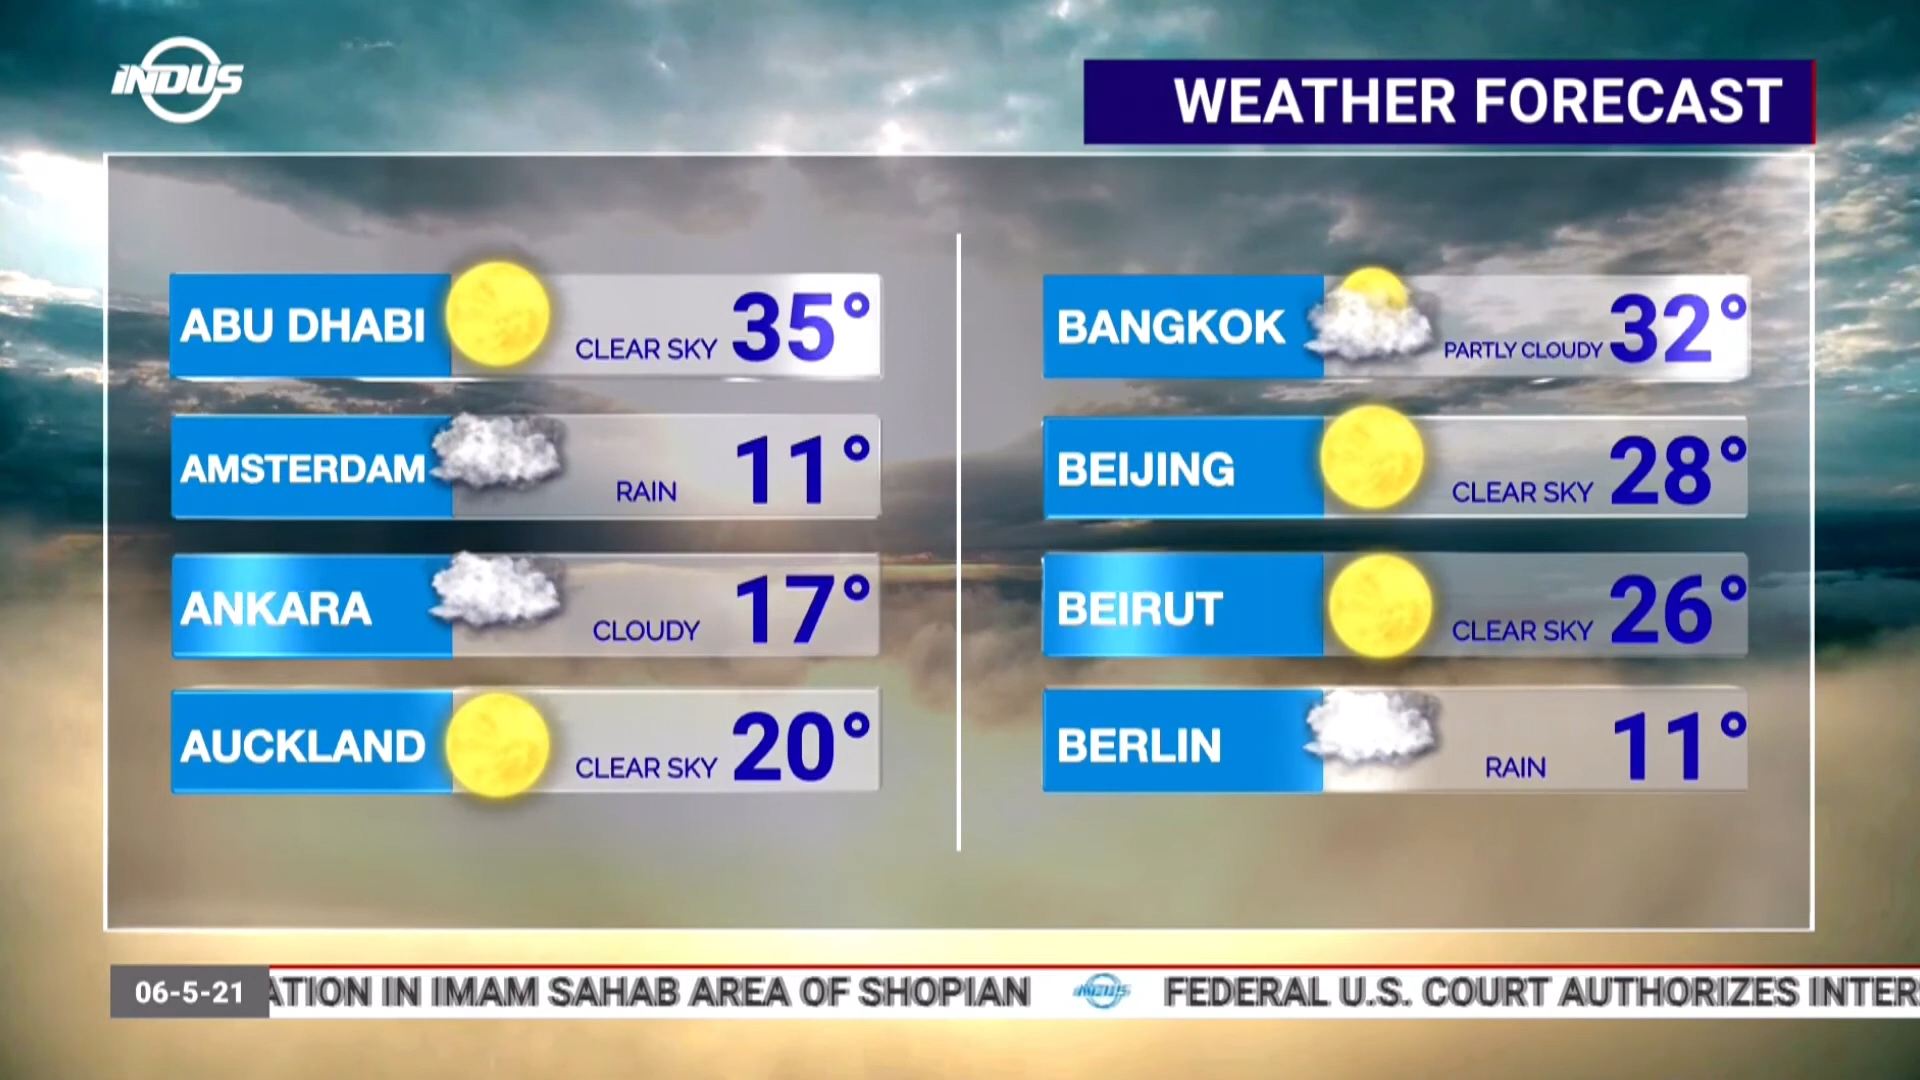 INDUS
WEATHER FORECAST
ABU DHABI CLEAR SKY 35°
AMSTERDAM RAIN 11°
ANKARA CLOUDY 17°
AUCKLAND CLEAR SKY 20°
BANGKOK PARTLY CLOUDY 32°
BEIJING CLEAR SKY 28°
BEIRUT CLEAR SKY 26°
BERLIN RAIN 11°
06-5-21 ATION IN IMAM SAHAB AREA OF SHOPIAN INDUS FEDERAL U.S. COURT AUTHORIZES INTER